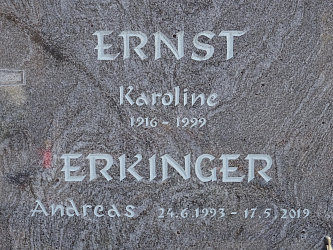 ERNST
Karoline
1916 - 1999
ERKINGER
Andreas 24.6.1993 - 17.5.2019